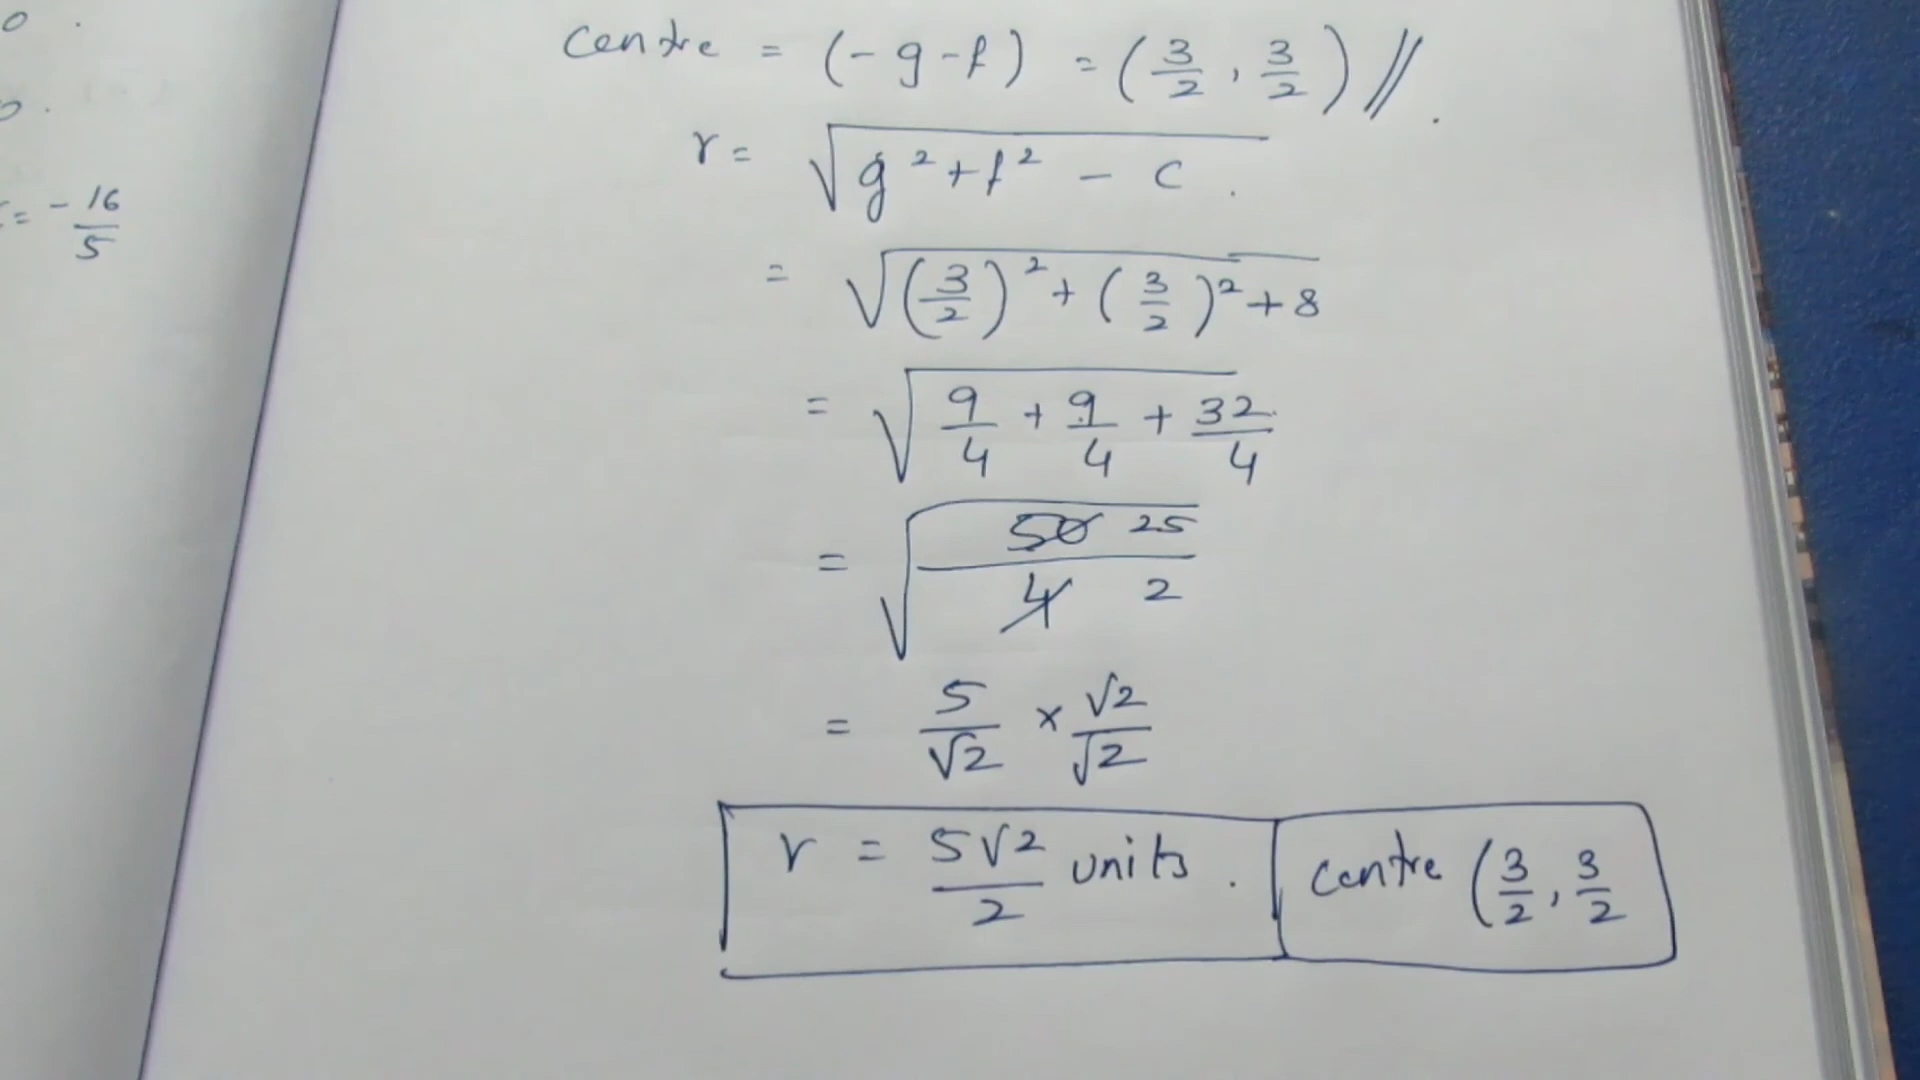 0 .
0 .
= -16/5
Centre = (-g -f) = (3/2, 3/2) //.
r = √(g² + f² - c) .
= √((3/2)² + (3/2)² + 8)
= √(9/4 + 9/4 + 32/4)
= √(50/4 25/2)
= 5/√2 × √2/√2
r = 5√2/2 units . centre (3/2, 3/2